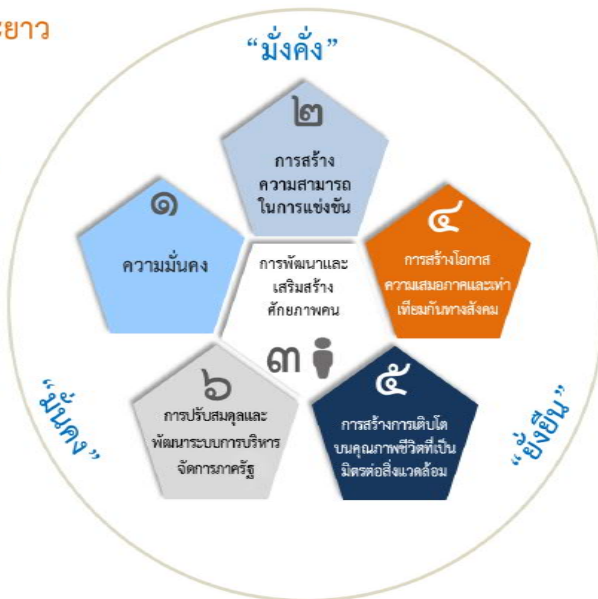 ะยาว
“มั่งคั่ง”
๒
การสร้าง
ความสามารถ
ในการแข่งขัน
๑
ความมั่นคง
๔
การสร้างโอกาส
ความเสมอภาคและเท่า
เทียมกันทางสังคม
การพัฒนาและ
เสริมสร้าง
ศักยภาพคน
๓
๖
การปรับสมดุลและ
พัฒนาระบบการบริหาร
จัดการภาครัฐ
๕
การสร้างการเติบโต
บนคุณภาพชีวิตที่เป็น
มิตรต่อสิ่งแวดล้อม
“มั่นคง”
“ยั่งยืน”